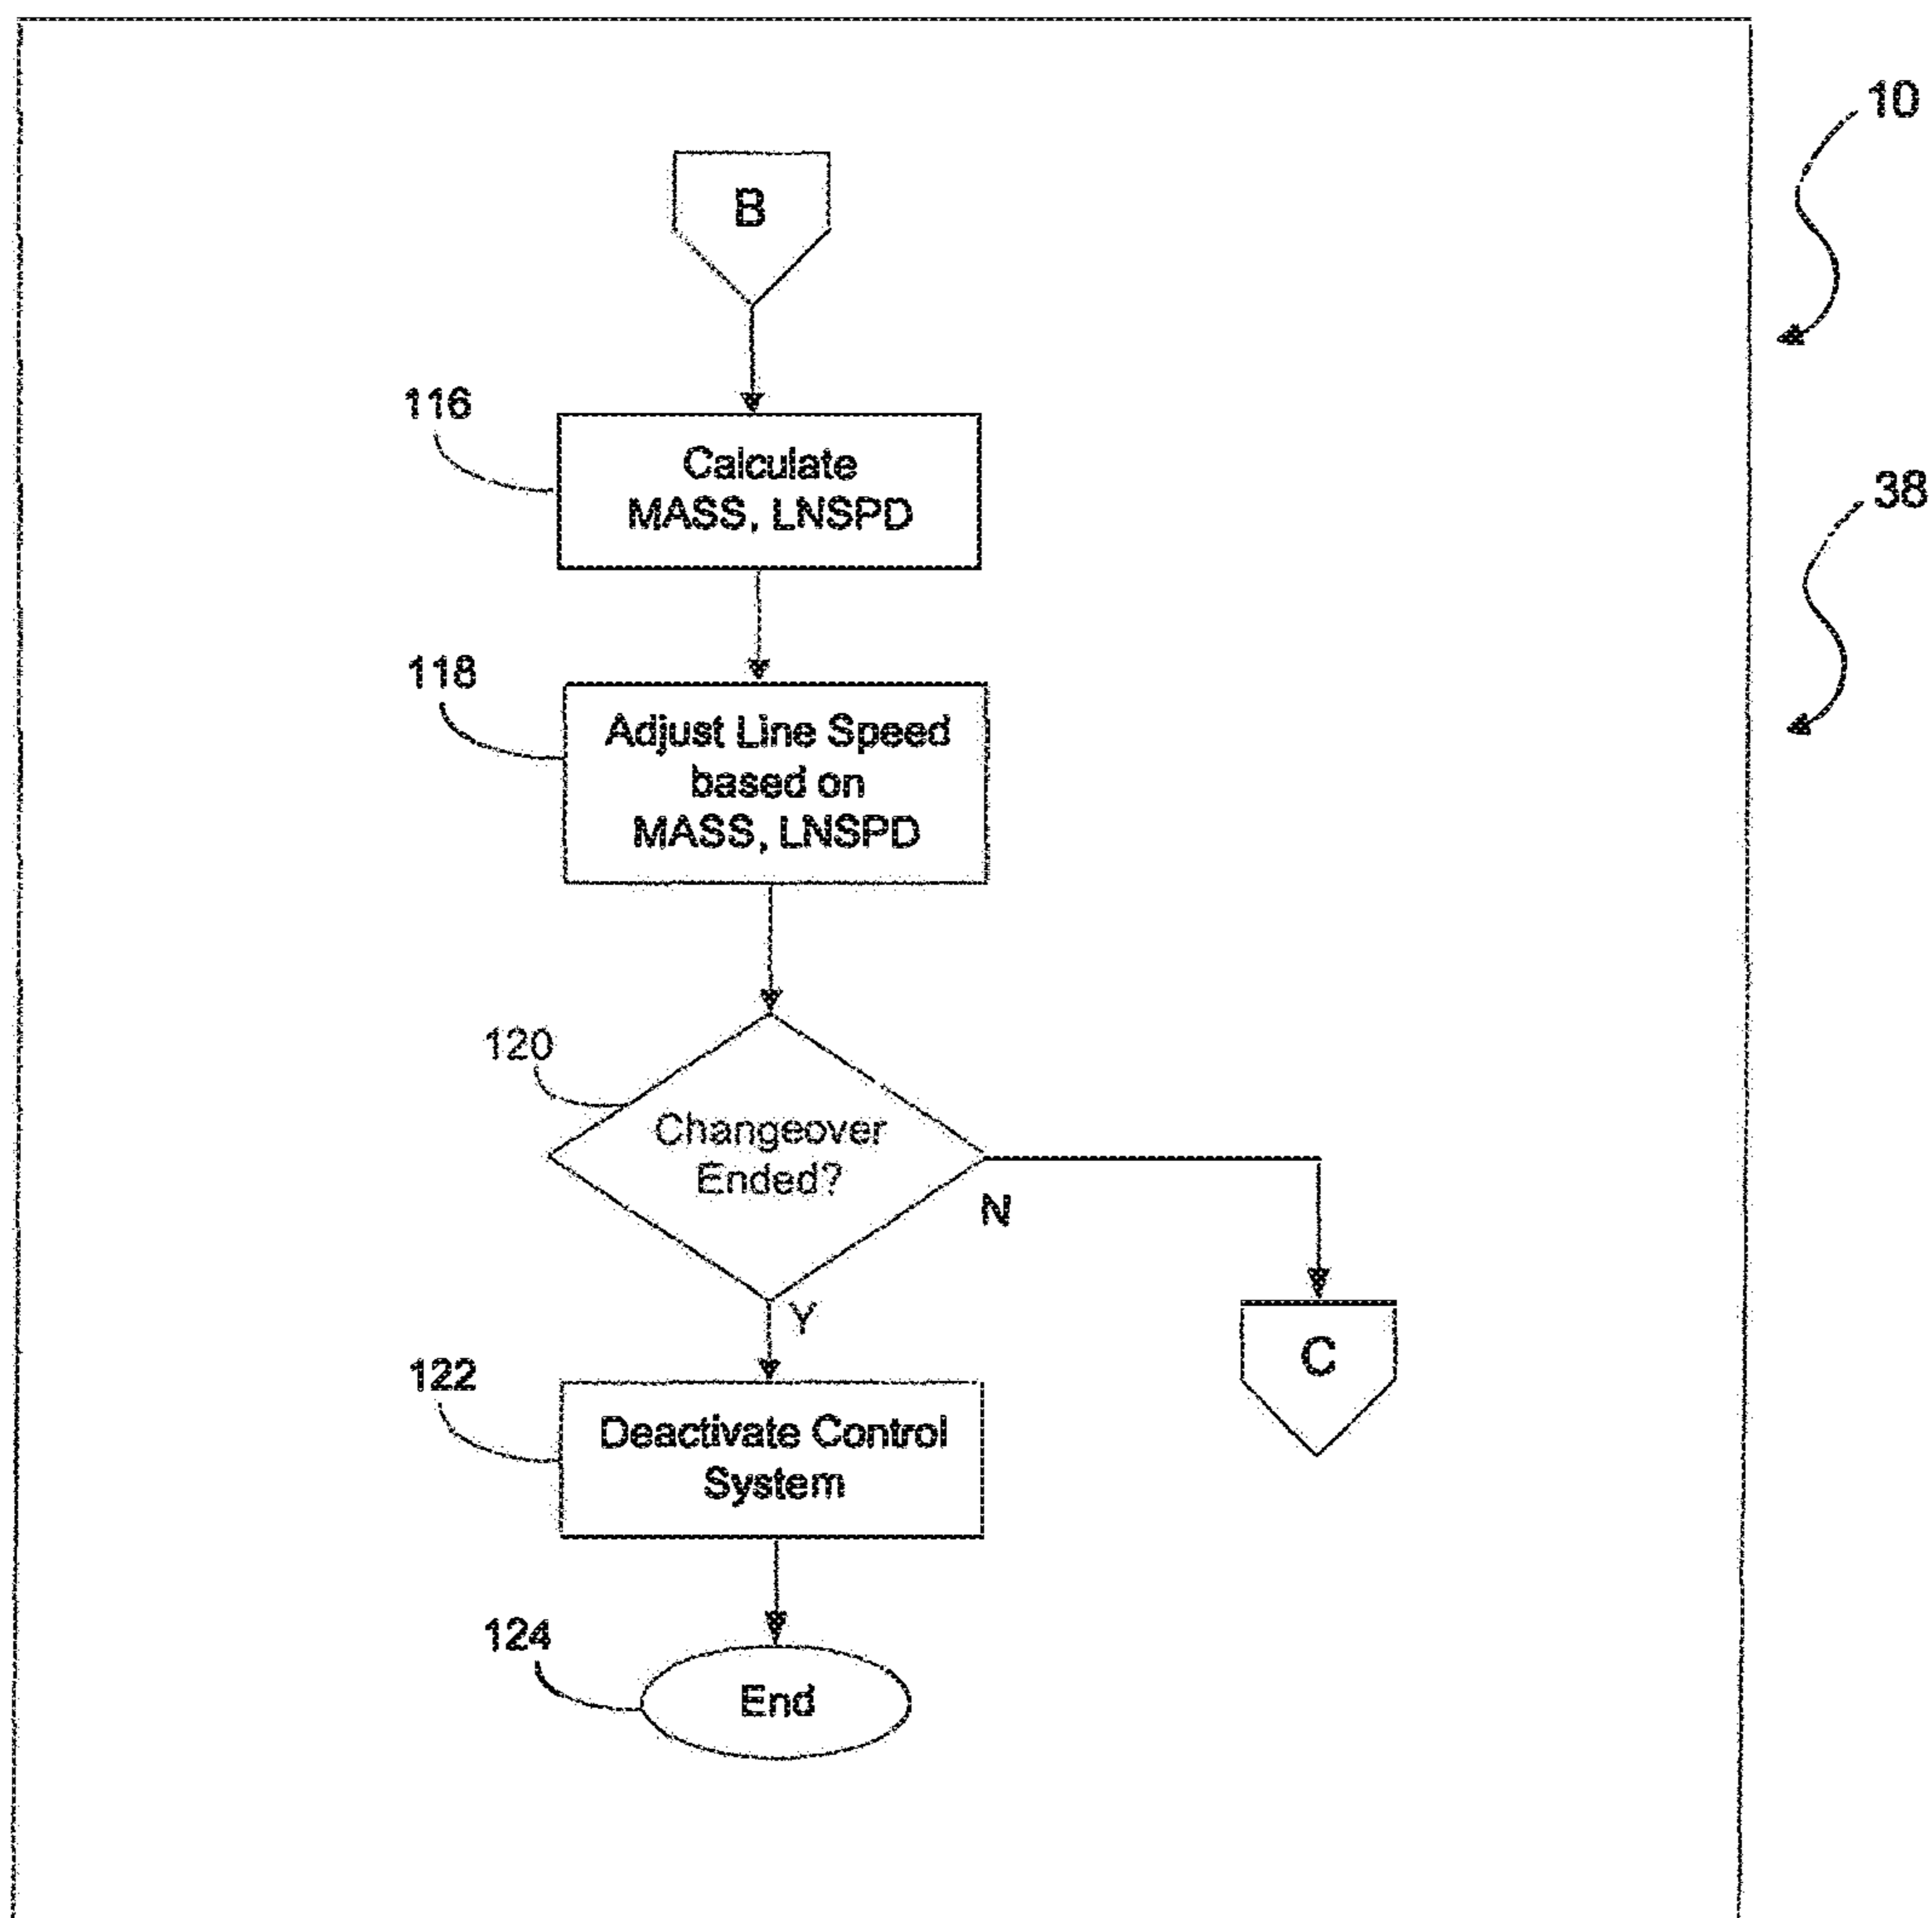 10
B
116
Calculate
MASS, LNSPD
38
118
Adjust Line Speed
based on
MASS, LNSPD
120
Changeover
Ended?
N
Y
C
122
Deactivate Control
System
124
End